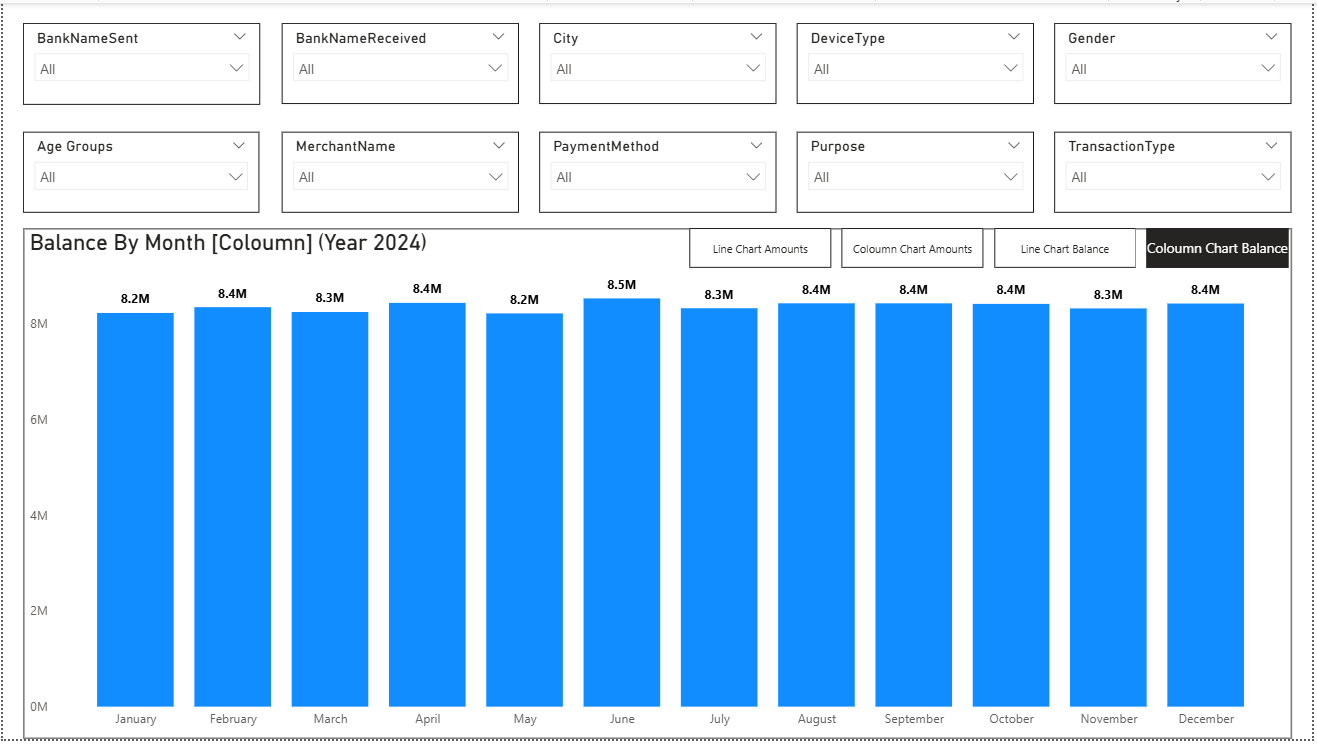 BankNameSent BankNameReceived City DeviceType Gender
All All All All All
Age Groups MerchantName PaymentMethod Purpose TransactionType
All All All All All
Balance By Month [Coloumn] (Year 2024) Line Chart Amounts Coloumn Chart Amounts Line Chart Balance Coloumn Chart Balance
8.2M 8.4M 8.3M 8.4M 8.2M 8.5M 8.3M 8.4M 8.4M 8.4M 8.3M 8.4M
8M
6M
4M
2M
0M
January February March April May June July August September October November December